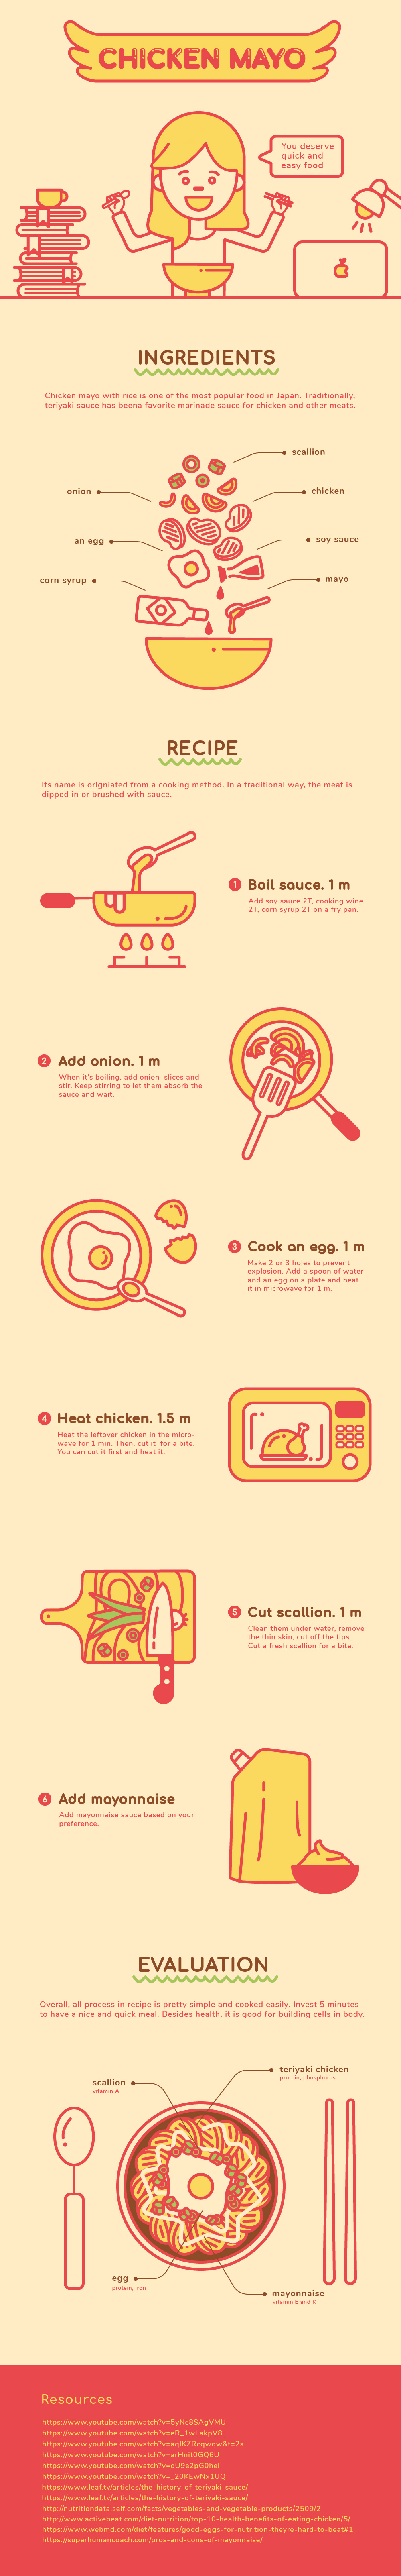 CHICKEN MAYO
You deserve
quick and
easy food
INGREDIENTS
Chicken mayo with rice is one of the most popular food in Japan. Traditionally,
teriyaki sauce has beena favorite marinade sauce for chicken and other meats.
scallion
onion
chicken
an egg
soy sauce
corn syrup
mayo
RECIPE
Its name is origniated from a cooking method. In a traditional way, the meat is
dipped in or brushed with sauce.
1 Boil sauce. 1 m
Add soy sauce 2T, cooking wine
2T, corn syrup 2T on a fry pan.
2 Add onion. 1 m
When it's boiling, add onion slices and
stir. Keep stirring to let them absorb the
sauce and wait.
3 Cook an egg. 1 m
Make 2 or 3 holes to prevent
explosion. Add a spoon of water
and an egg on a plate and heat
it in microwave for 1 m.
4 Heat chicken. 1.5 m
Heat the leftover chicken in the micro-
wave for 1 min. Then, cut it for a bite.
You can cut it first and heat it.
5 Cut scallion. 1 m
Clean them under water, remove
the thin skin, cut off the tips.
Cut a fresh scallion for a bite.
6 Add mayonnaise
Add mayonnaise sauce based on your
preference.
EVALUATION
Overall, all process in recipe is pretty simple and cooked easily. Invest 5 minutes
to have a nice and quick meal. Besides health, it is good for building cells in body.
teriyaki chicken
protein, phosphorus
scallion
vitamin A
egg
protein, iron
mayonnaise
vitamin E and K
Resources
https://www.youtube.com/watch?v=5yNc8SAgVMU
https://www.youtube.com/watch?v=eR_1wLakpV8
https://www.youtube.com/watch?v=aqIKZRcqwqw&t=2s
https://www.youtube.com/watch?v=arHnit0GQ6U
https://www.youtube.com/watch?v=oU9e2pG0heI
https://www.youtube.com/watch?v=_20KEwNx1UQ
https://www.leaf.tv/articles/the-history-of-teriyaki-sauce/
https://www.leaf.tv/articles/the-history-of-teriyaki-sauce/
http://nutritiondata.self.com/facts/vegetables-and-vegetable-products/2509/2
http://www.activebeat.com/diet-nutrition/top-10-health-benefits-of-eating-chicken/5/
https://www.webmd.com/diet/features/good-eggs-for-nutrition-theyre-hard-to-beat#1
https://superhumancoach.com/pros-and-cons-of-mayonnaise/